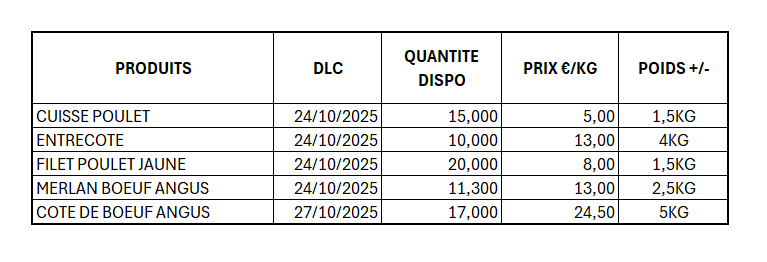 PRODUITS DLC QUANTITE DISPO PRIX €/KG POIDS +/-
CUISSE POULET 24/10/2025 15,000 5,00 1,5KG
ENTRECOTE 24/10/2025 10,000 13,00 4KG
FILET POULET JAUNE 24/10/2025 20,000 8,00 1,5KG
MERLAN BOEUF ANGUS 24/10/2025 11,300 13,00 2,5KG
COTE DE BOEUF ANGUS 27/10/2025 17,000 24,50 5KG